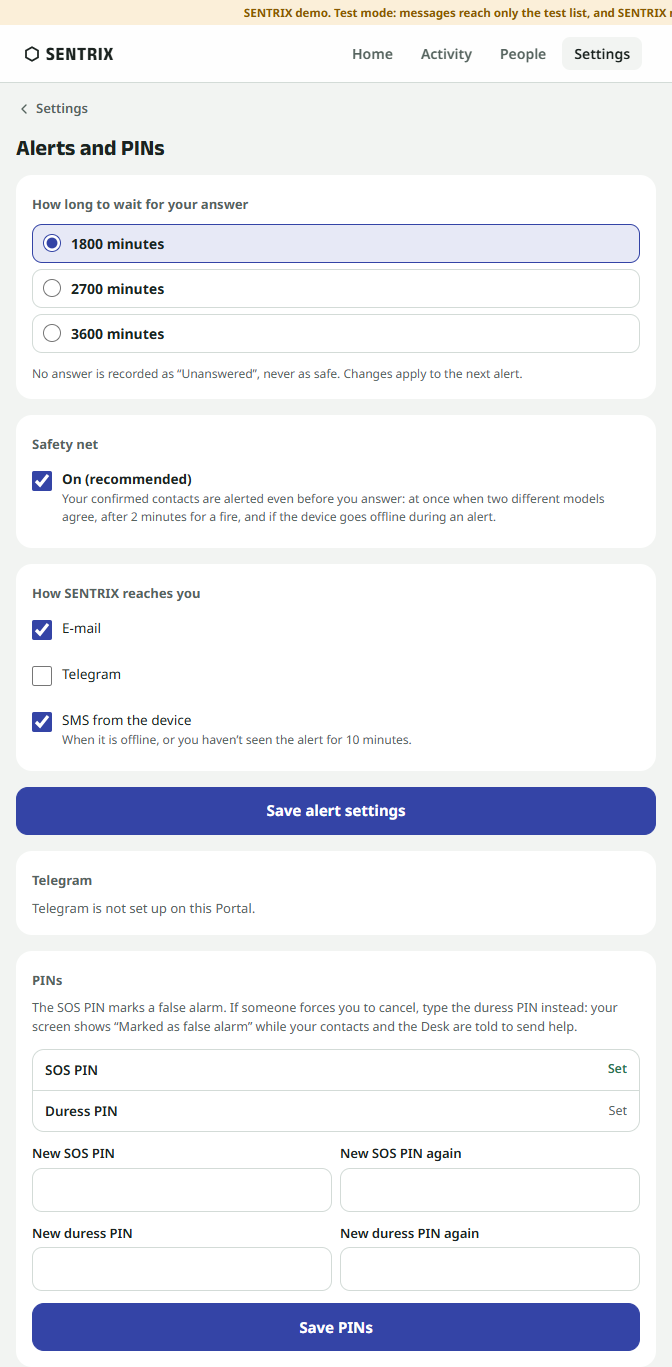 SENTRIX demo. Test mode: messages reach only the test list, and SENTRIX
SENTRIX
Home
Activity
People
Settings
Settings
Alerts and PINs
How long to wait for your answer
1800 minutes
2700 minutes
3600 minutes
No answer is recorded as “Unanswered”, never as safe. Changes apply to the next alert.
Safety net
On (recommended)
Your confirmed contacts are alerted even before you answer: at once when two different models
agree, after 2 minutes for a fire, and if the device goes offline during an alert.
How SENTRIX reaches you
E-mail
Telegram
SMS from the device
When it is offline, or you haven’t seen the alert for 10 minutes.
Save alert settings
Telegram
Telegram is not set up on this Portal.
PINs
The SOS PIN marks a false alarm. If someone forces you to cancel, type the duress PIN instead: your
screen shows “Marked as false alarm” while your contacts and the Desk are told to send help.
SOS PIN Set
Duress PIN Set
New SOS PIN
New SOS PIN again
New duress PIN
New duress PIN again
Save PINs